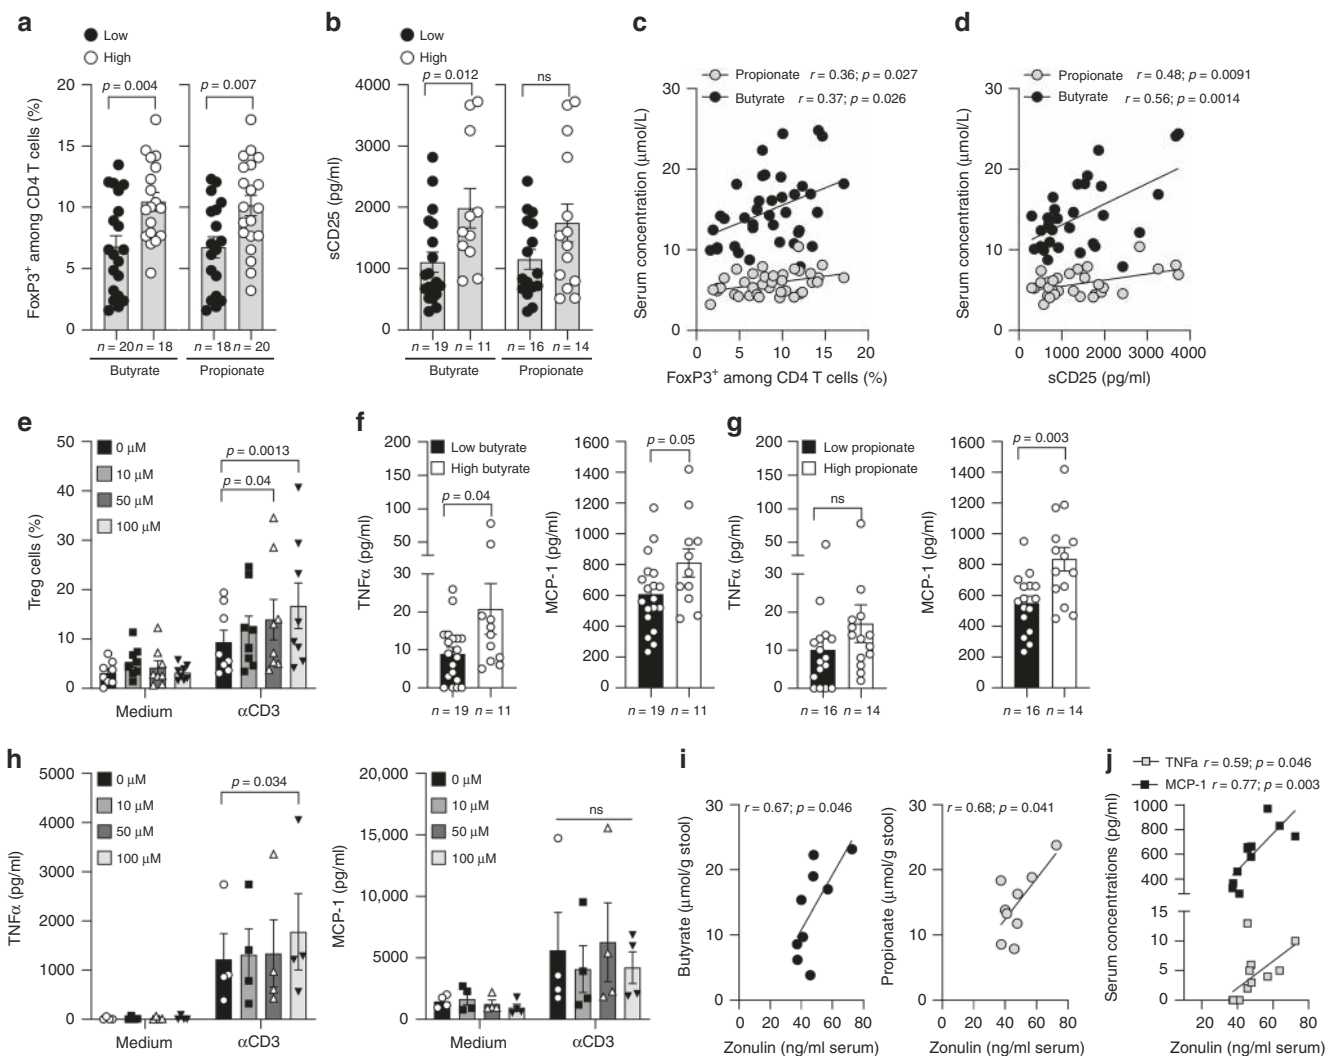 a
Low
High
FoxP3⁺ among CD4 T cells (%)
20
15
10
5
0
p = 0.004
p = 0.007
n = 20 n = 18
n = 18 n = 20
Butyrate
Propionate
b
Low
High
sCD25 (pg/ml)
4000
3000
2000
1000
0
p = 0.012
ns
n = 19
n = 11
n = 16
n = 14
Butyrate
Propionate
c
Propionate r = 0.36; p = 0.027
Butyrate r = 0.37; p = 0.026
Serum concentration (μmol/L)
30
20
10
0
0 5 10 15 20
FoxP3⁺ among CD4 T cells (%)
d
Propionate r = 0.48; p = 0.0091
Butyrate r = 0.56; p = 0.0014
Serum concentration (μmol/L)
30
20
10
0
0 1000 2000 3000 4000
sCD25 (pg/ml)
e
0 μM
10 μM
50 μM
100 μM
Treg cells (%)
50
40
30
20
10
0
p = 0.0013
p = 0.04
Medium
αCD3
f
Low butyrate
High butyrate
TNFα (pg/ml)
200
150
100
50
30
20
10
0
p = 0.04
n = 19 n = 11
MCP-1 (pg/ml)
1600
1400
1200
1000
800
600
400
200
0
p = 0.05
n = 19 n = 11
g
Low propionate
High propionate
TNFα (pg/ml)
200
150
100
50
30
20
10
0
ns
n = 16 n = 14
MCP-1 (pg/ml)
1600
1400
1200
1000
800
600
400
200
0
p = 0.003
n = 16 n = 14
h
0 μM
10 μM
50 μM
100 μM
TNFα (pg/ml)
5000
4000
3000
2000
1000
0
p = 0.034
Medium
αCD3
0 μM
10 μM
50 μM
100 μM
MCP-1 (pg/ml)
20,000
15,000
10,000
5000
0
ns
Medium
αCD3
i
r = 0.67; p = 0.046
Butyrate (μmol/g stool)
30
20
10
0
0 20 40 60 80
Zonulin (ng/ml serum)
r = 0.68; p = 0.041
Propionate (μmol/g stool)
30
20
10
0
0 20 40 60 80
Zonulin (ng/ml serum)
j
TNFa r = 0.59; p = 0.046
MCP-1 r = 0.77; p = 0.003
Serum concentrations (pg/ml)
1000
800
600
400
15
10
5
0
20 40 60 80
Zonulin (ng/ml serum)